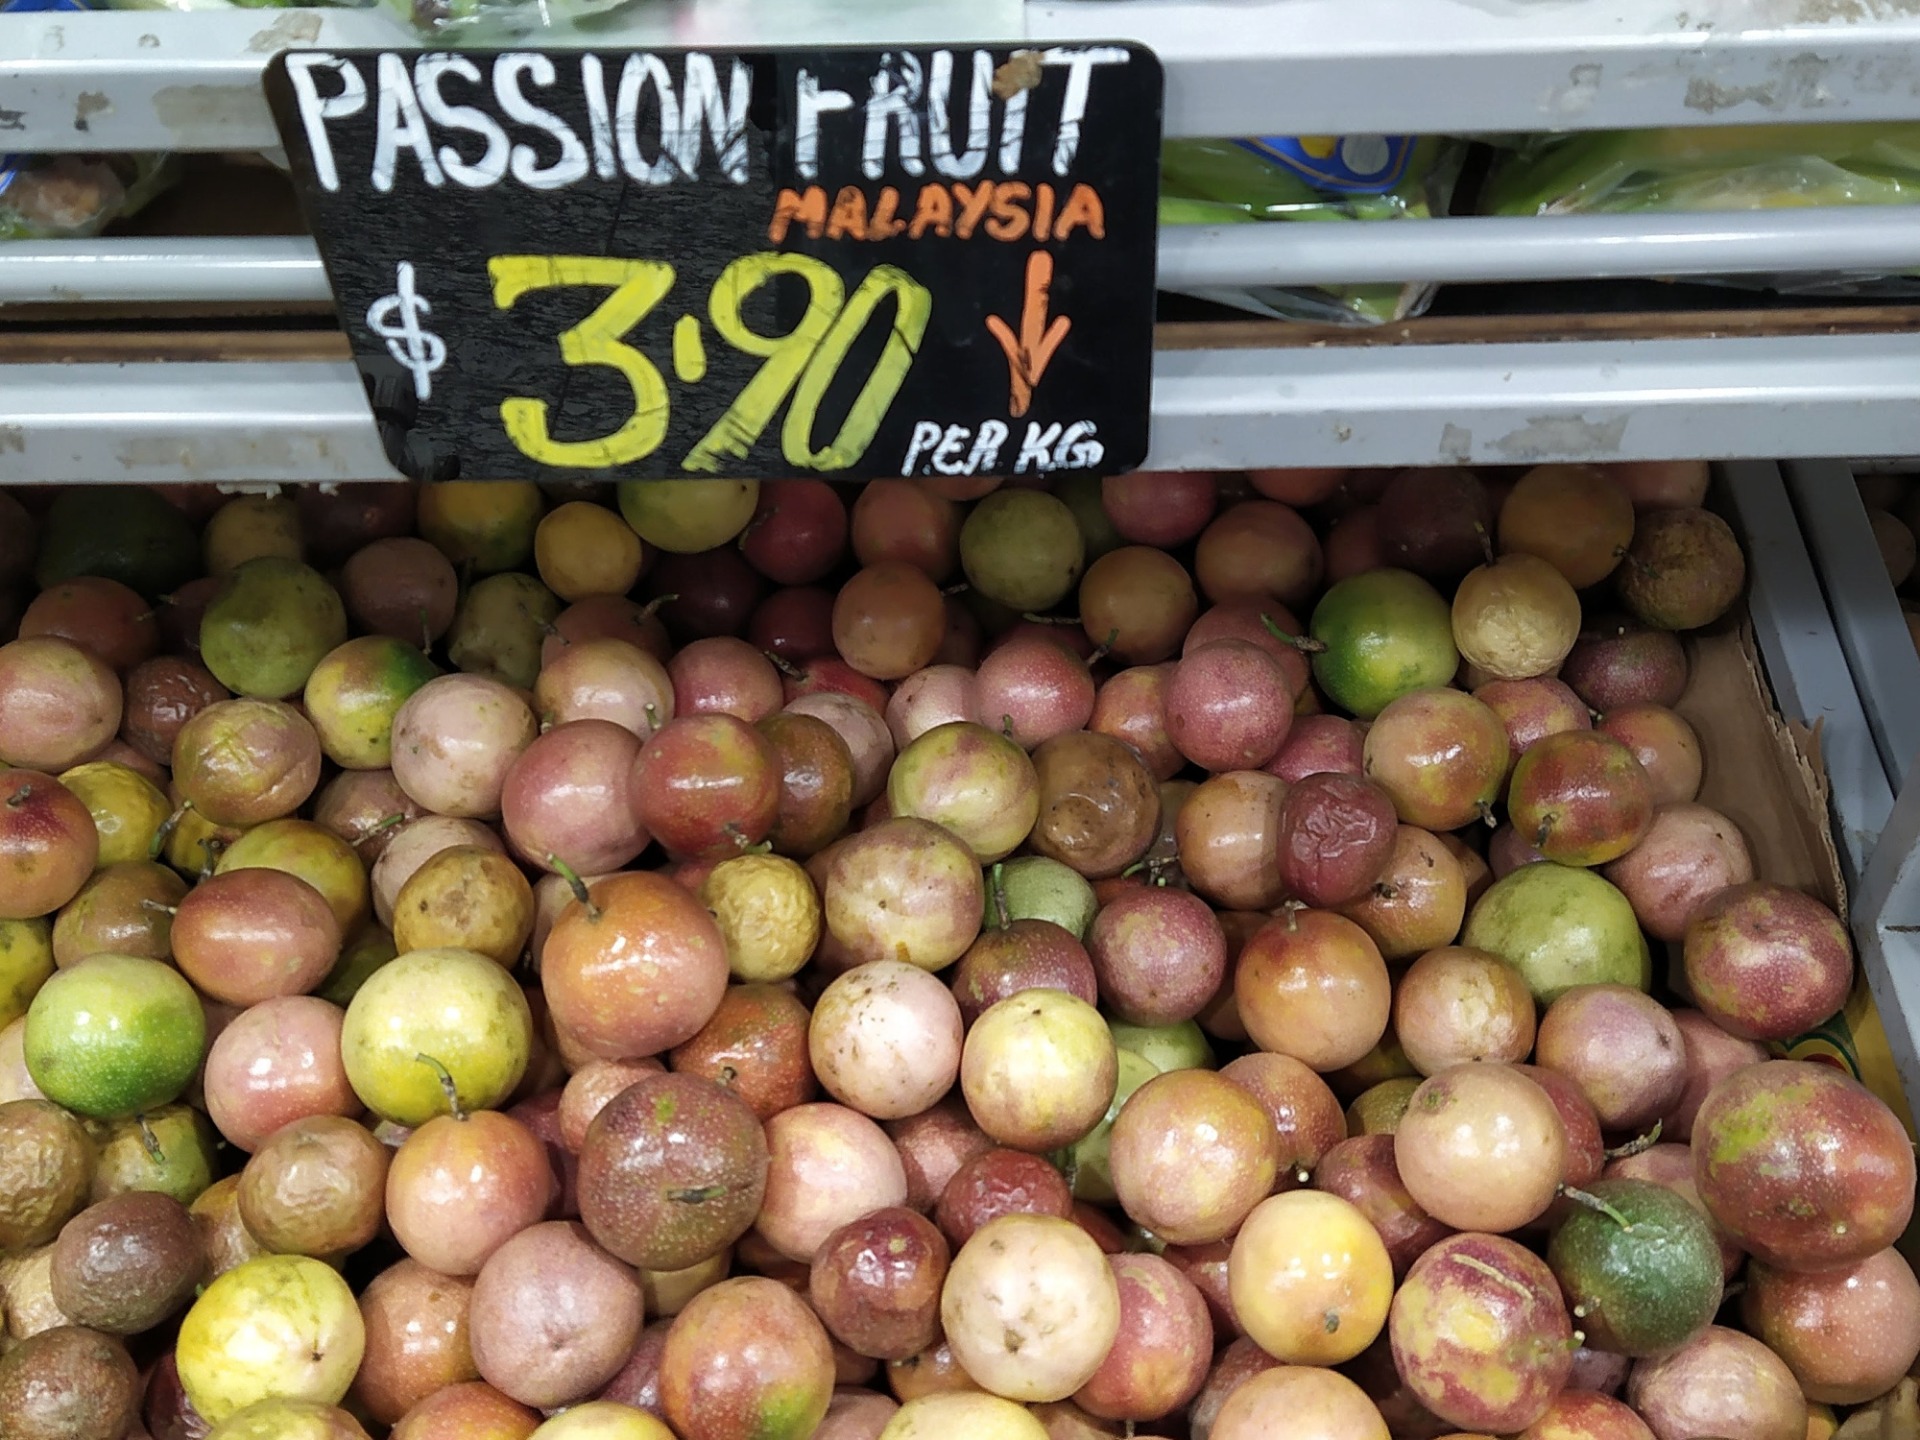 PASSION FRUIT
MALAYSIA
$ 3.90
PER KG